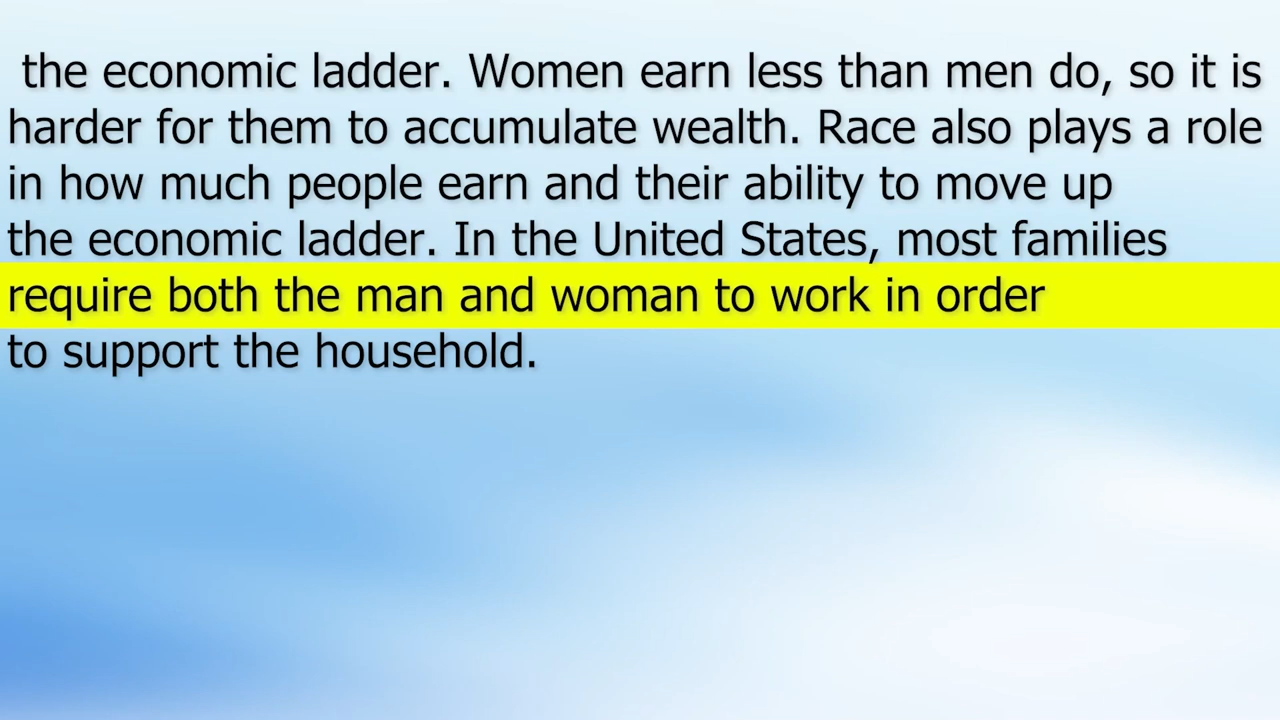 the economic ladder. Women earn less than men do, so it is
harder for them to accumulate wealth. Race also plays a role
in how much people earn and their ability to move up
the economic ladder. In the United States, most families
require both the man and woman to work in order
to support the household.